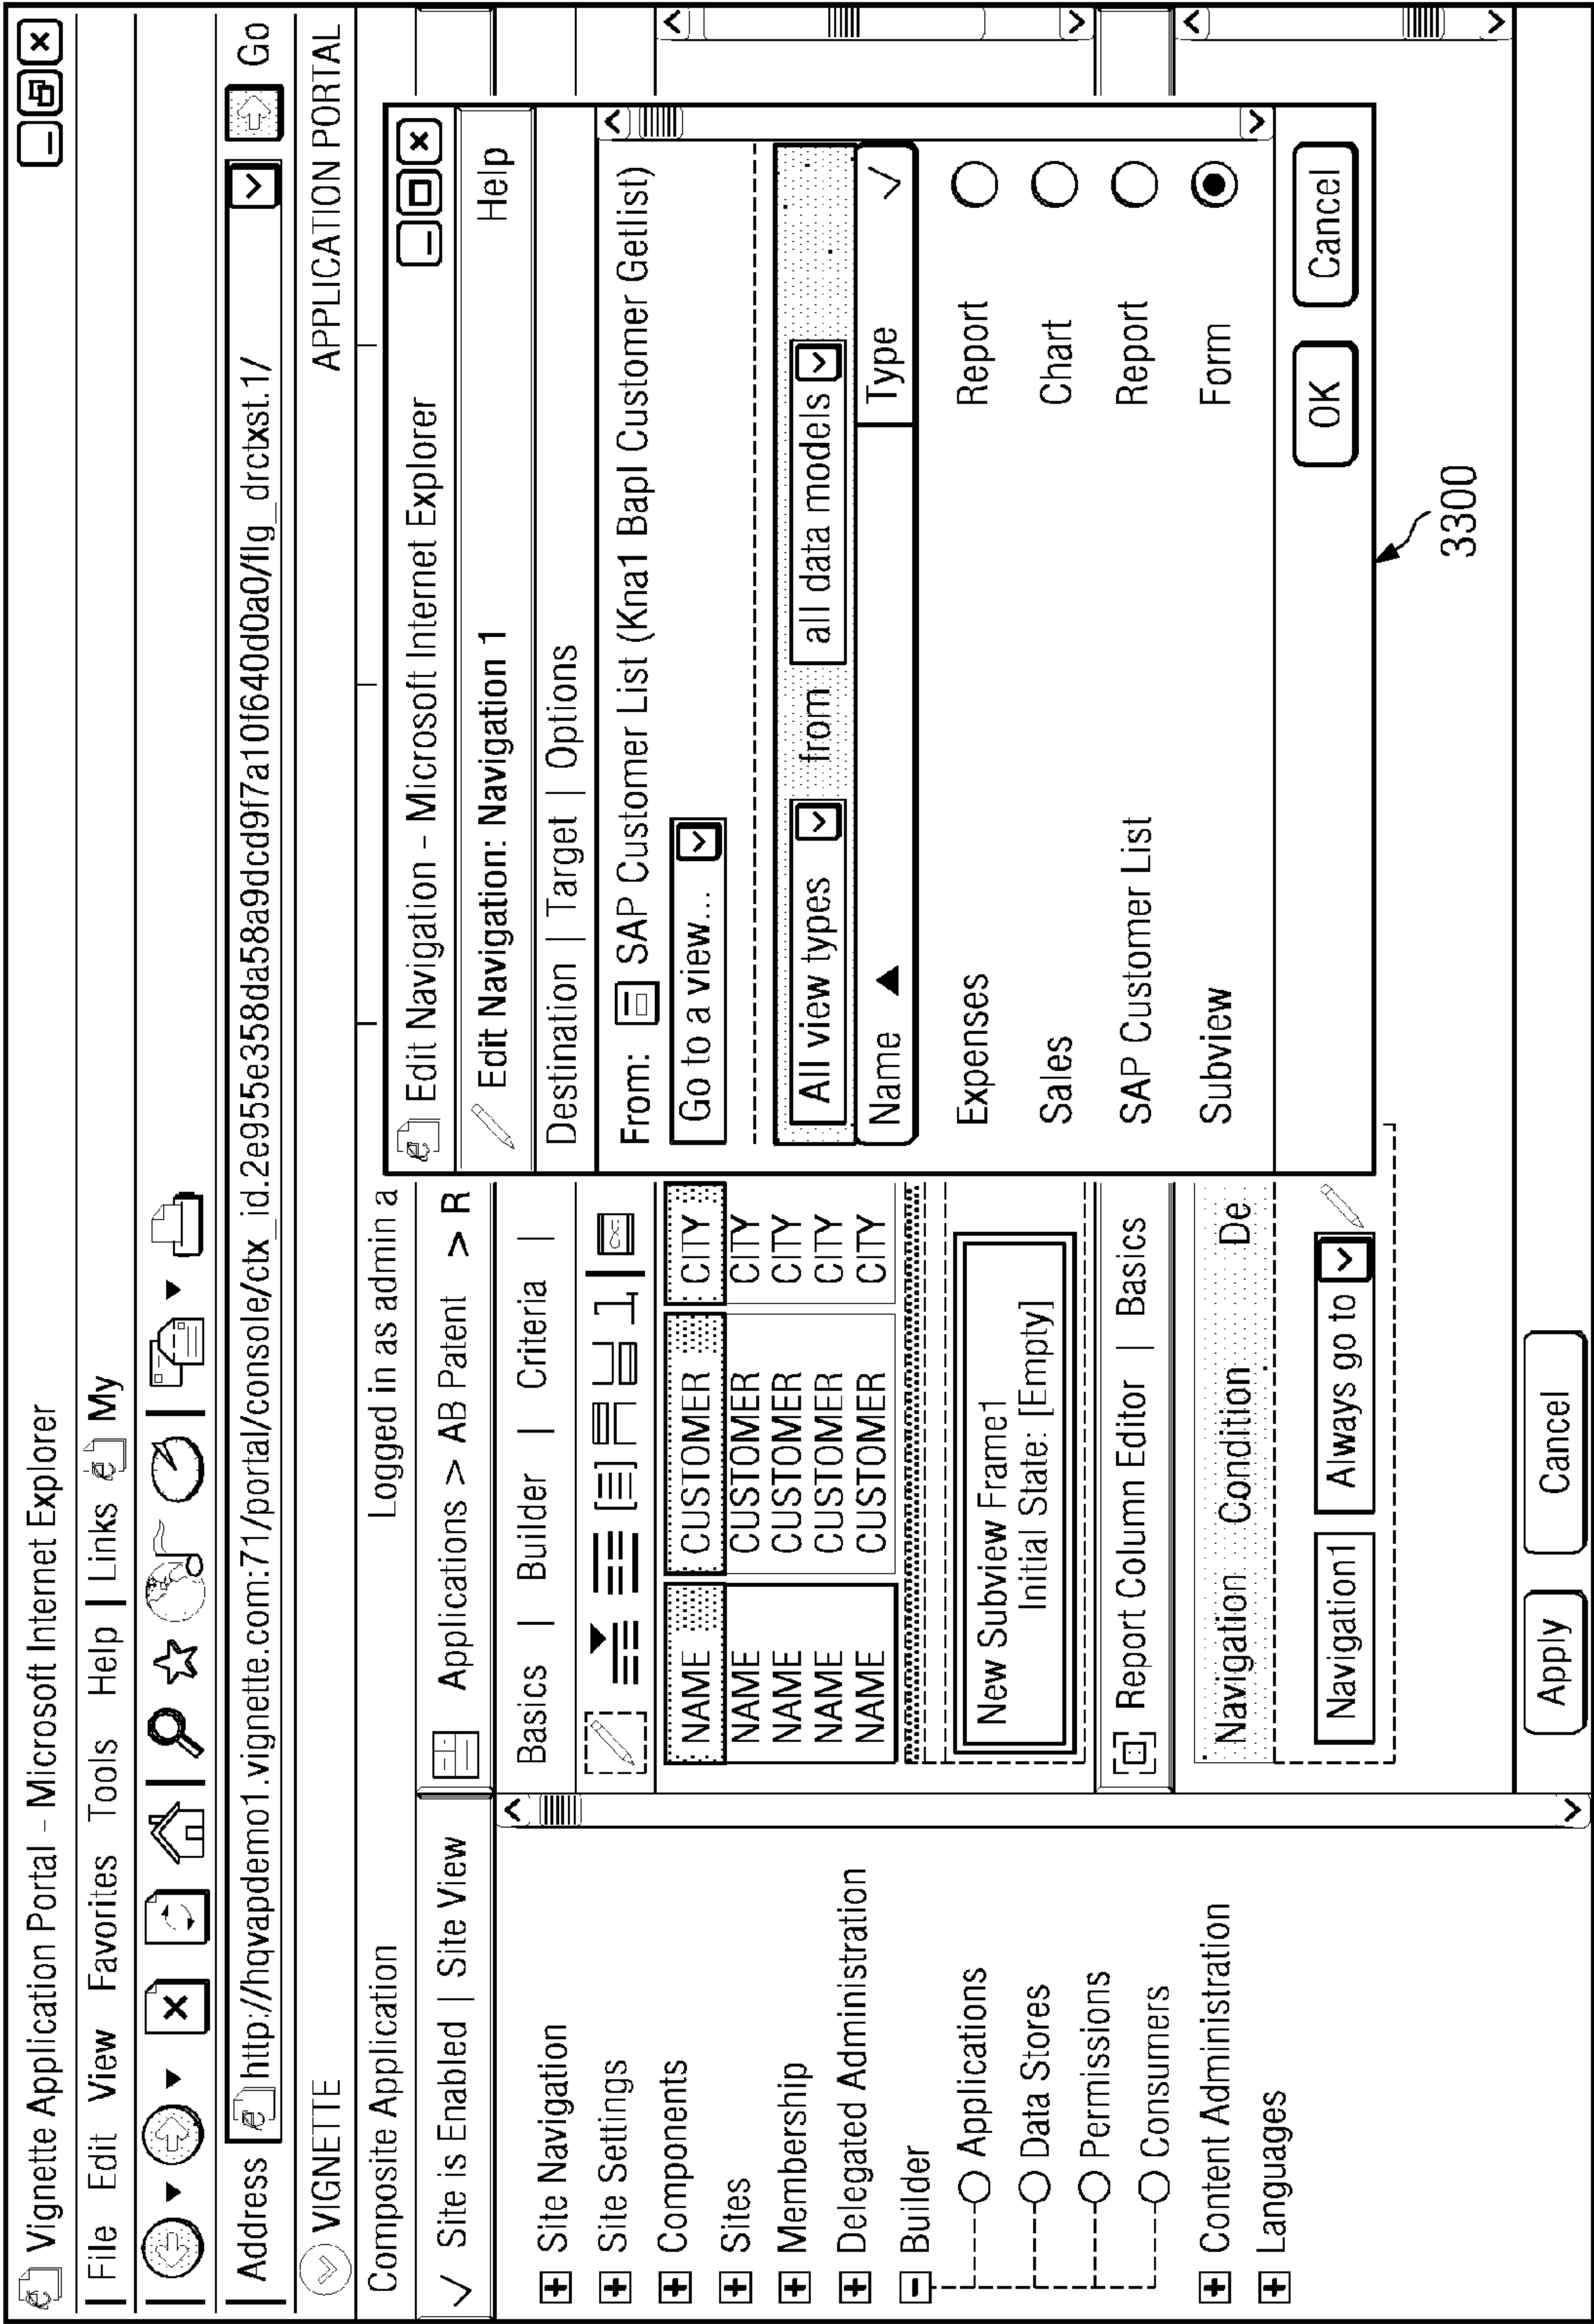 Vignette Application Portal - Microsoft Internet Explorer
File Edit View Favorites Tools Help | Links My
Address http://hqvapdemo1.vignette.com:71/portal/console/ctx_id.2e955e358da58a9dcd9f7a10f640d0a0/flg_drctxst.1/ Go
VIGNETTE APPLICATION PORTAL
Composite Application Logged in as admin a
Site is Enabled | Site View
Applications > AB Patent > R
Site Navigation
Site Settings
Components
Sites
Membership
Delegated Administration
Builder
Applications
Data Stores
Permissions
Consumers
Content Administration
Languages
Basics | Builder | Criteria |
NAME CUSTOMER CITY
NAME CUSTOMER CITY
NAME CUSTOMER CITY
NAME CUSTOMER CITY
NAME CUSTOMER CITY
New Subview Frame1
Initial State: [Empty]
Report Column Editor | Basics
Navigation Condition De
Navigation1 Always go to
Apply Cancel
Edit Navigation - Microsoft Internet Explorer
Edit Navigation: Navigation 1 Help
Destination | Target | Options
From: SAP Customer List (Kna1 Bapl Customer Getlist)
Go to a view...
All view types from all data models
Name Type
Expenses Report
Sales Chart
SAP Customer List Report
Subview Form
OK Cancel
3300